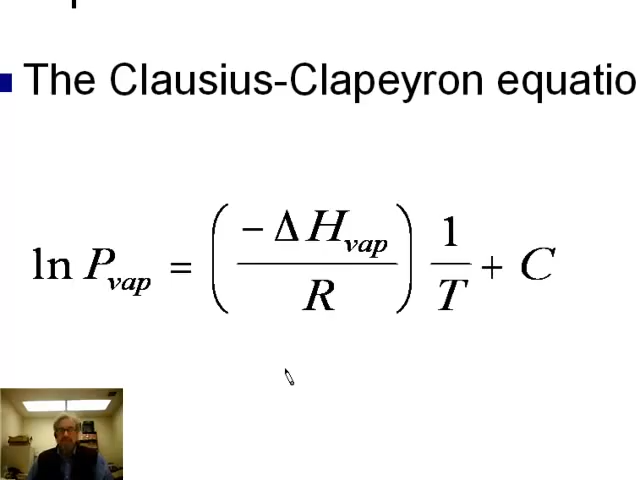 The Clausius-Clapeyron equatio
ln P_vap = (-ΔH_vap / R) 1/T + C